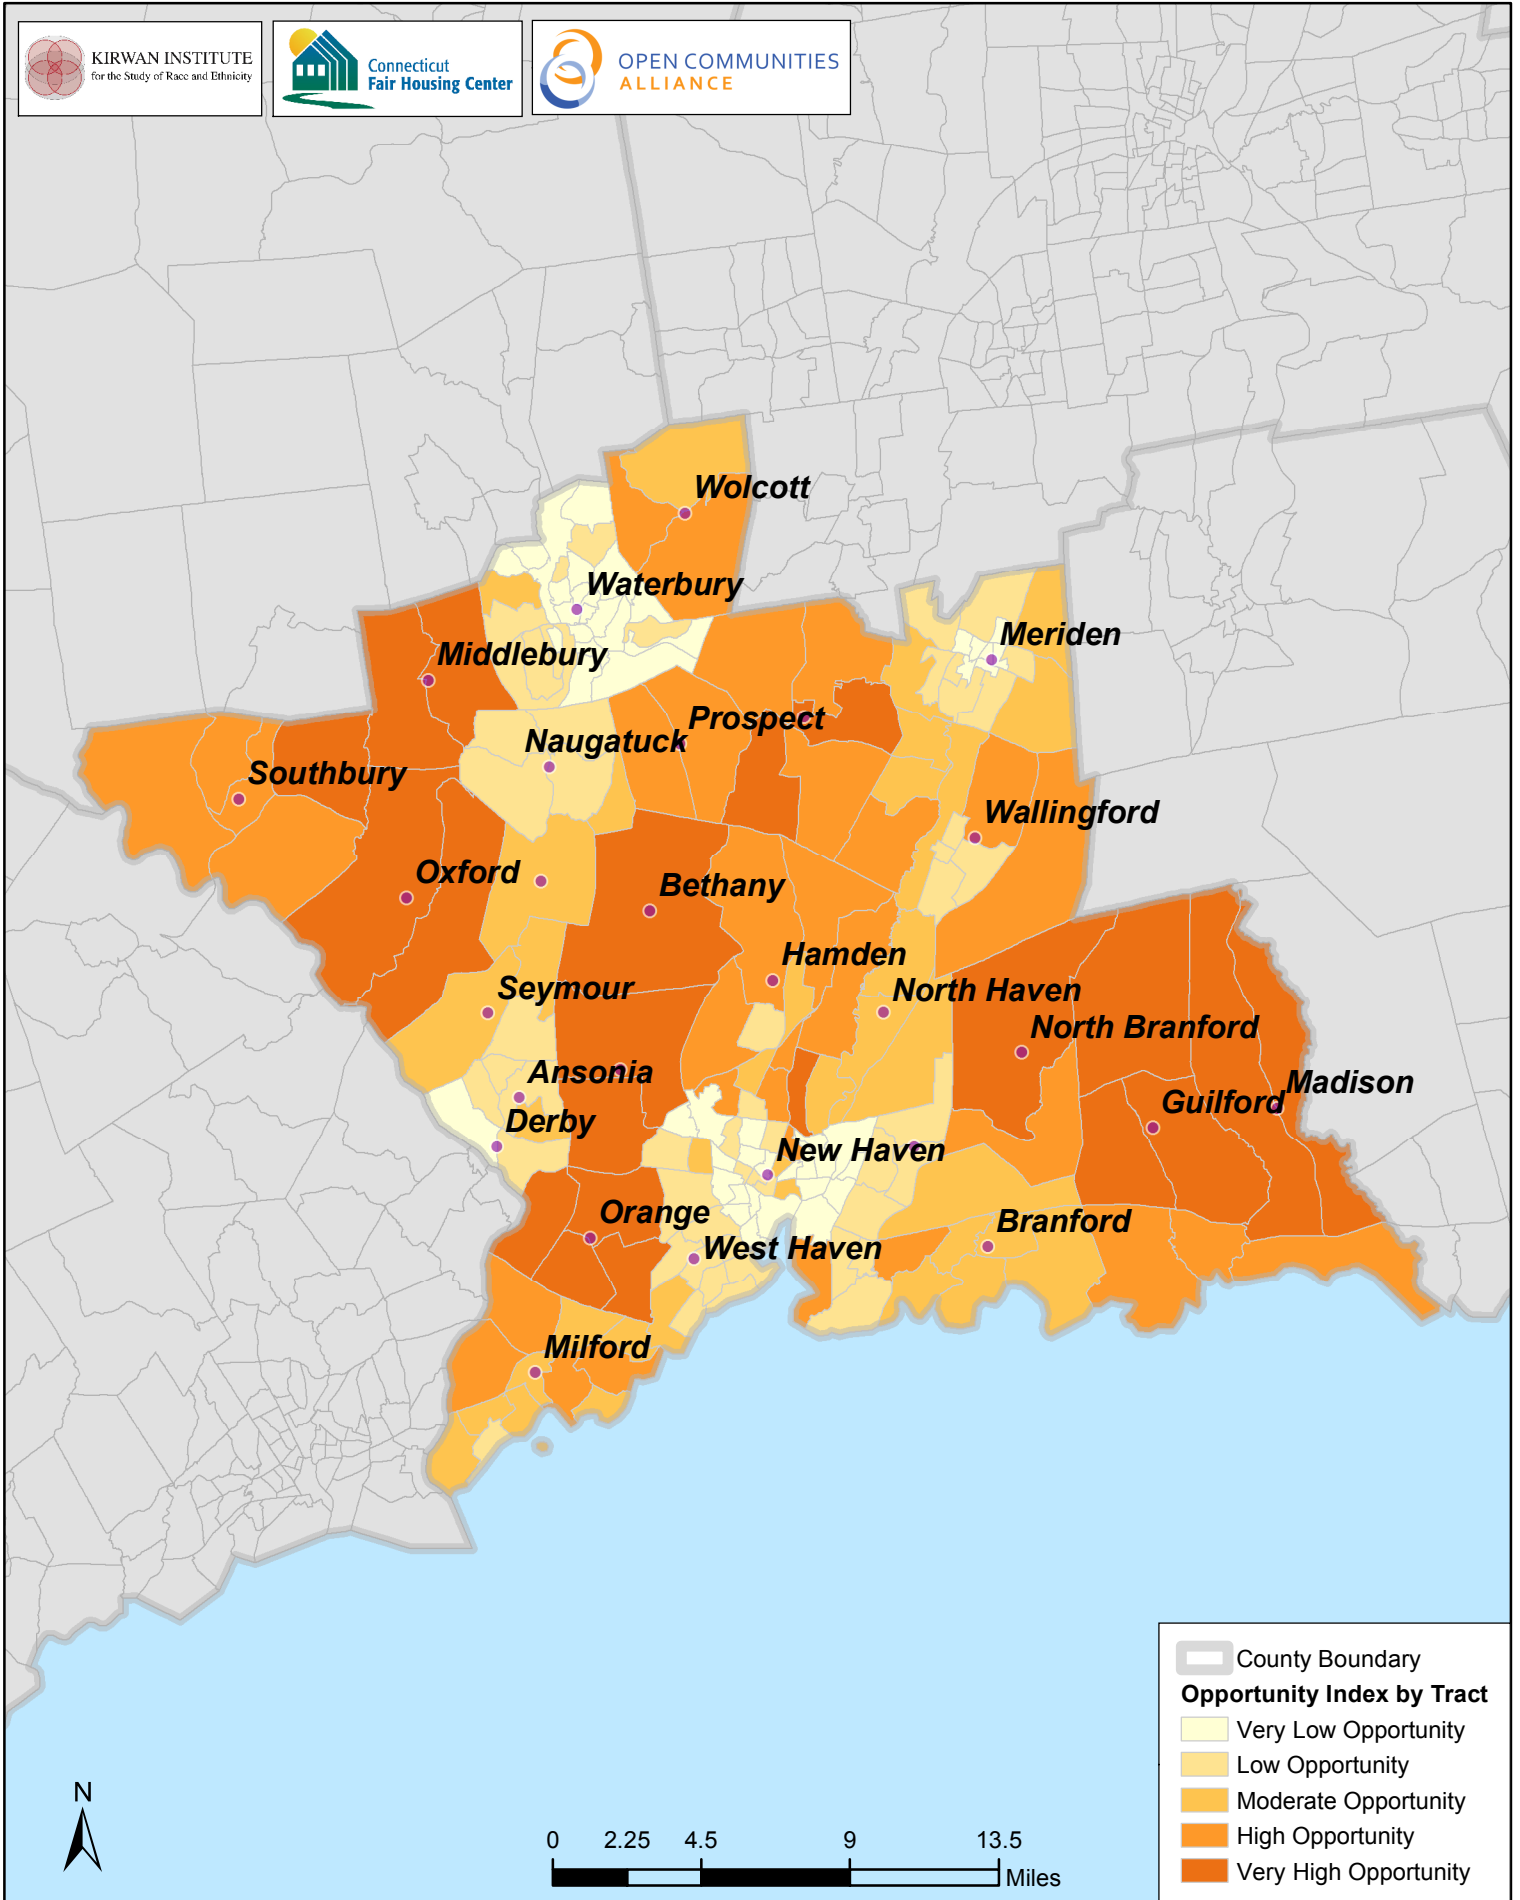 KIRWAN INSTITUTE
for the Study of Race and Ethnicity
Connecticut
Fair Housing Center
OPEN COMMUNITIES
ALLIANCE
Wolcott
Waterbury
Meriden
Middlebury
Prospect
Naugatuck
Southbury
Wallingford
Oxford
Bethany
Hamden
Seymour
North Haven
North Branford
Ansonia
Madison
Guilford
Derby
New Haven
Orange
Branford
West Haven
Milford
County Boundary
Opportunity Index by Tract
Very Low Opportunity
Low Opportunity
Moderate Opportunity
High Opportunity
Very High Opportunity
N
0 2.25 4.5 9 13.5
Miles